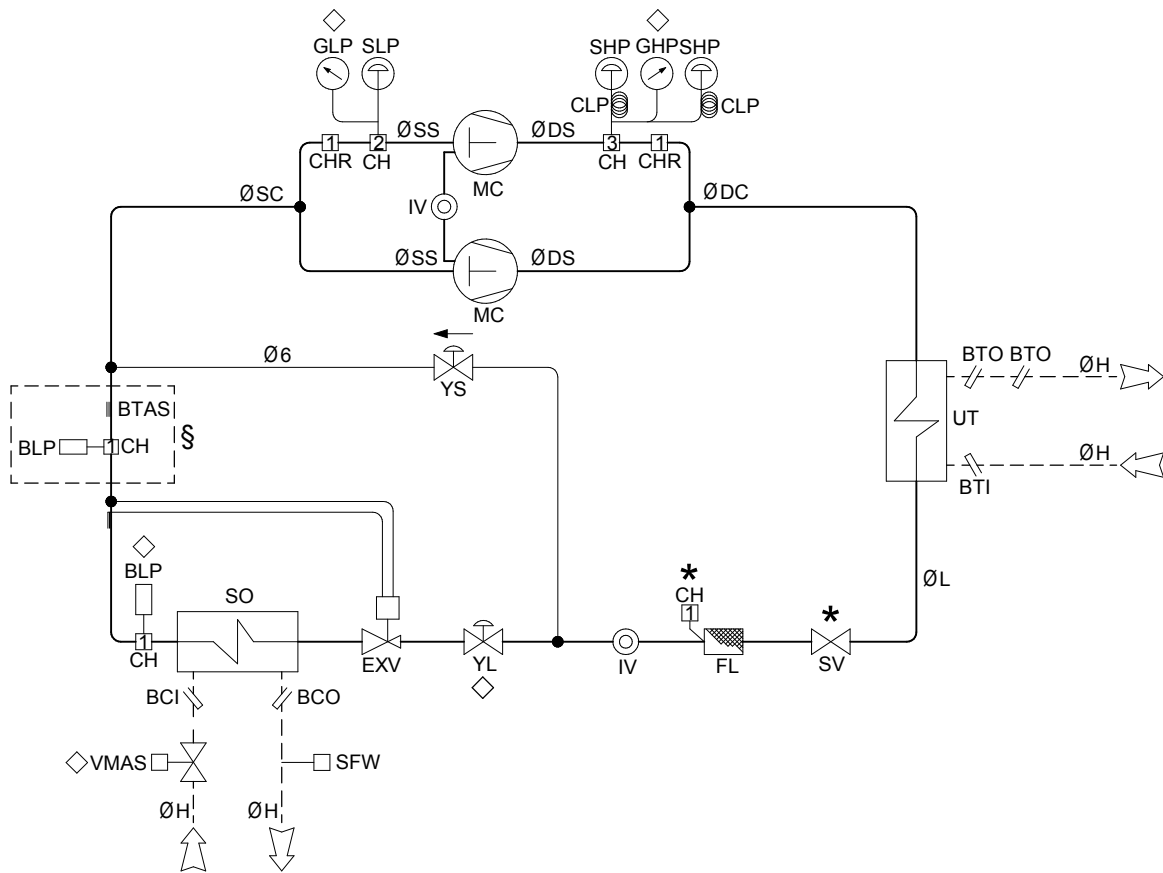 GLP SLP SHP GHP SHP
CLP CLP
ØSS ØDS
1 2 3 1
CHR CH CH CHR
MC
ØSC IV ØDC
ØSS ØDS
MC
Ø6 YS
BTO BTO ØH
BTAS
UT
BLP 1 CH §
ØH
BTI
BLP
SO
* CH *
ØL
1
1
CH EXV YL IV FL SV
BCI BCO
VMAS SFW
ØH ØH